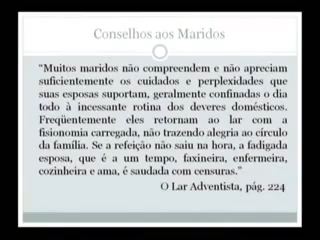 Conselhos aos Maridos
“Muitos maridos não compreendem e não apreciam
suficientemente os cuidados e perplexidades que
suas esposas suportam, geralmente confinadas o dia
todo à incessante rotina dos deveres domésticos.
Freqüentemente eles retornam ao lar com a
fisionomia carregada, não trazendo alegria ao círculo
da família. Se a refeição não saiu na hora, a fadigada
esposa, que é a um tempo, faxineira, enfermeira,
cozinheira e ama, é saudada com censuras.”
O Lar Adventista, pág. 224